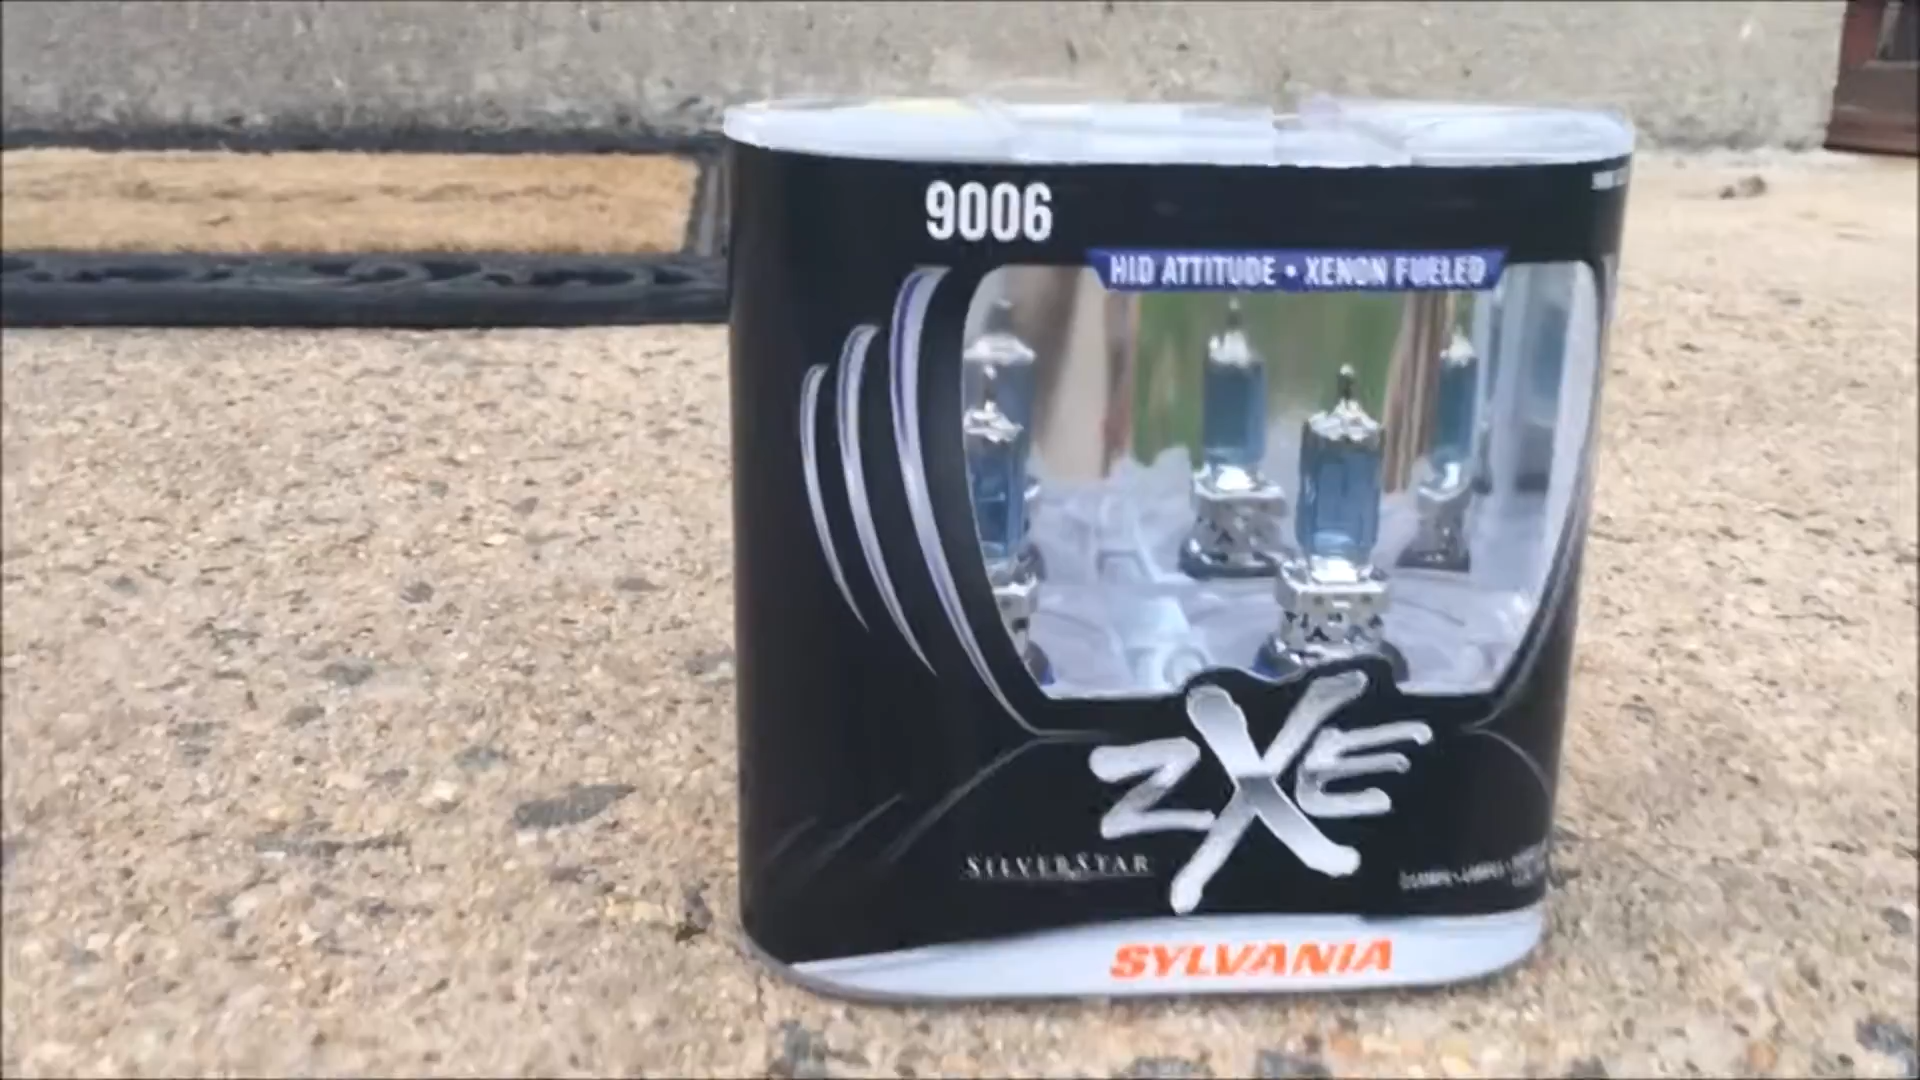 9006
HID ATTITUDE • XENON FUELED
ZXE
SILVERSTAR
SYLVANIA